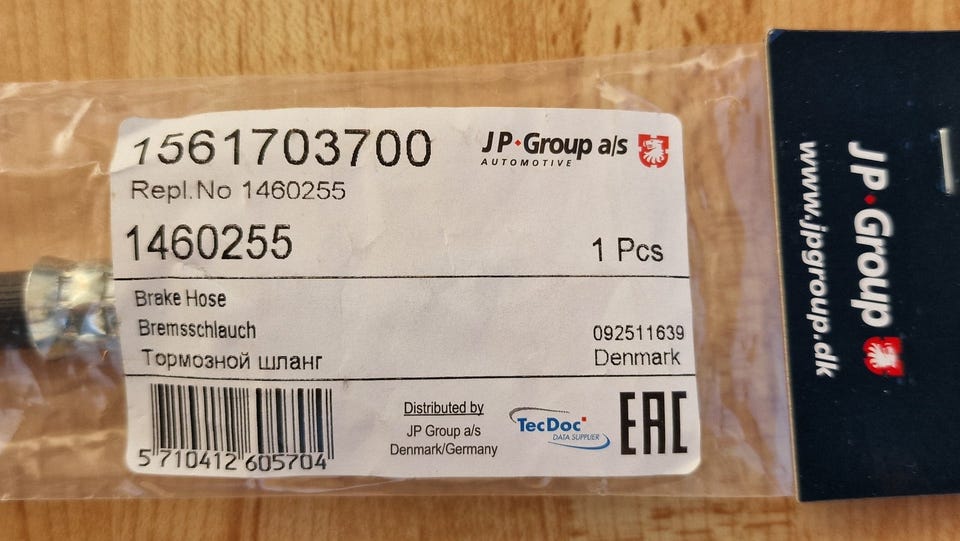 1561703700
JP Group a/s
AUTOMOTIVE
Repl.No 1460255
1460255
1 Pcs
Brake Hose
Bremsschlauch
092511639
Тормозной шланг
Denmark
5 710412 605704
Distributed by
JP Group a/s
Denmark/Germany
TecDoc
DATA SUPPLIER
EAC
JP Group
www.jpgroup.dk